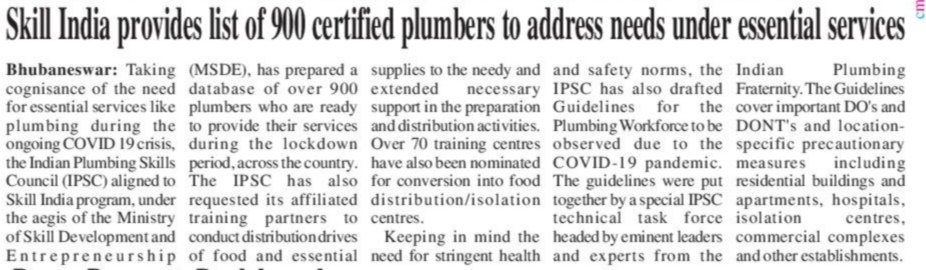 Skill India provides list of 900 certified plumbers to address needs under essential services
Bhubaneswar: Taking
cognisance of the need
for essential services like
plumbing during the
ongoing COVID 19 crisis,
the Indian Plumbing Skills
Council (IPSC) aligned to
Skill India program, under
the aegis of the Ministry
of Skill Development and
Entrepreneurship
(MSDE), has prepared a
database of over 900
plumbers who are ready
to provide their services
during the lockdown
period, across the country.
The IPSC has also
requested its affiliated
training partners to
conduct distribution drives
of food and essential
supplies to the needy and
extended necessary
support in the preparation
and distribution activities.
Over 70 training centres
have also been nominated
for conversion into food
distribution/isolation
centres.
Keeping in mind the
need for stringent health
and safety norms, the
IPSC has also drafted
Guidelines for the
Plumbing Workforce to be
observed due to the
COVID-19 pandemic.
The guidelines were put
together by a special IPSC
technical task force
headed by eminent leaders
and experts from the
Indian Plumbing
Fraternity. The Guidelines
cover important DO's and
DONT's and location-
specific precautionary
measures including
residential buildings and
apartments, hospitals,
isolation centres,
commercial complexes
and other establishments.
cm